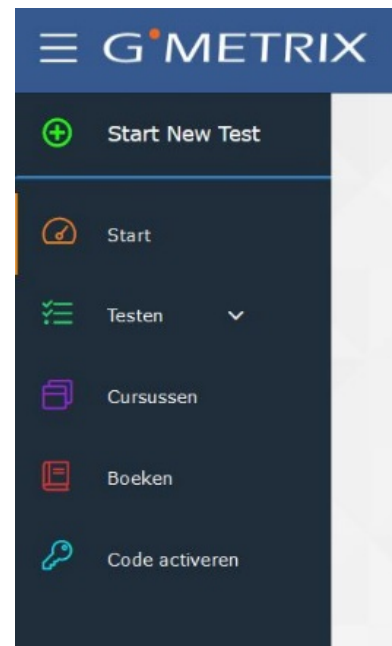 G METRIX
Start New Test
Start
Testen
Cursussen
Boeken
Code activeren